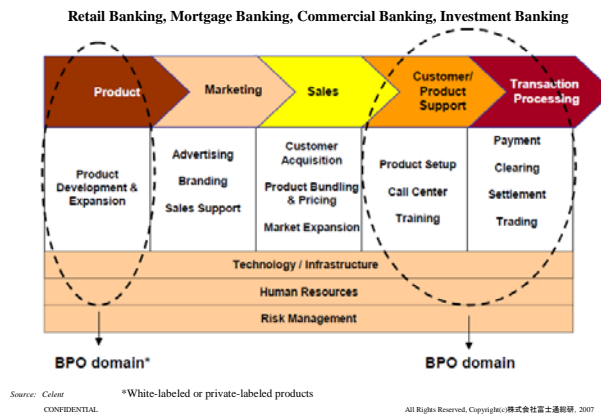 Retail Banking, Mortgage Banking, Commercial Banking, Investment Banking
Product
Marketing
Sales
Customer/
Product
Support
Transaction
Processing
Product
Development &
Expansion
Advertising
Branding
Sales Support
Customer
Acquisition
Product Bundling
& Pricing
Market Expansion
Product Setup
Call Center
Training
Payment
Clearing
Settlement
Trading
Technology / Infrastructure
Human Resources
Risk Management
BPO domain*
BPO domain
Source: Celent
*White-labeled or private-labeled products
CONFIDENTIAL
All Rights Reserved, Copyright(c)株式会社富士通総研, 2007